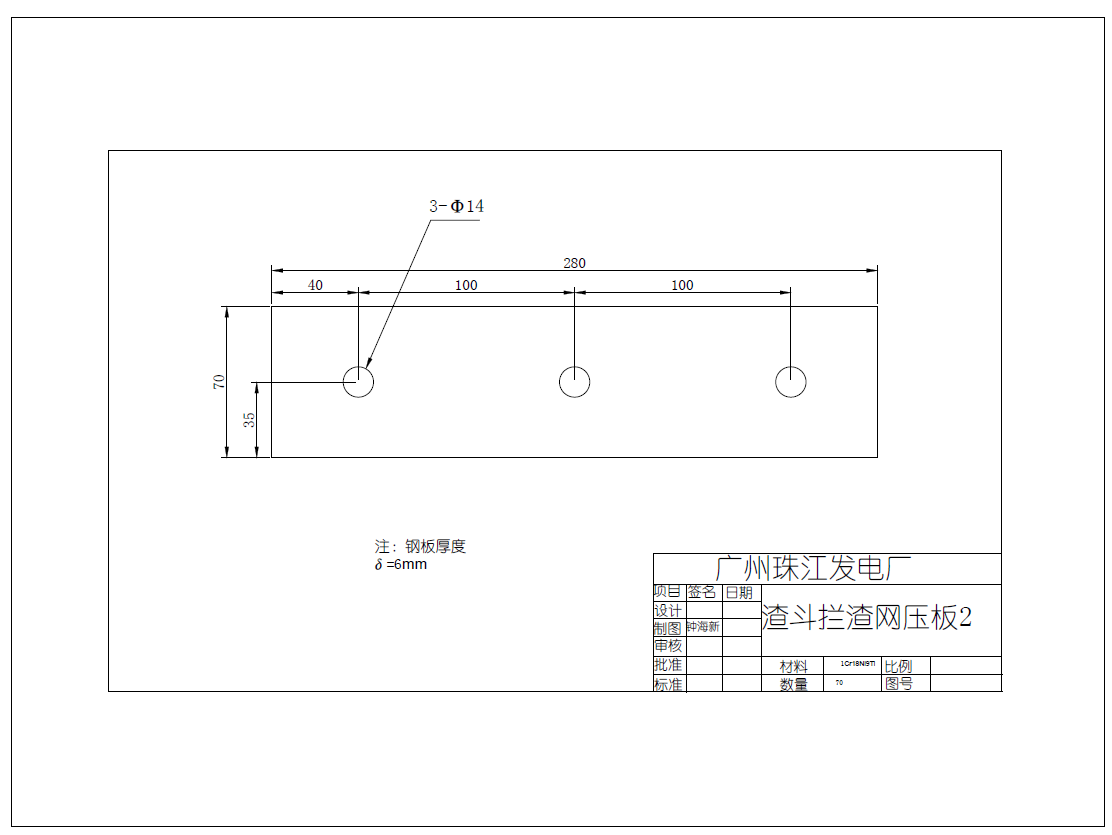 3-Φ14
280
40 100 100
70
35
注：钢板厚度
δ =6mm
广州珠江发电厂
项目 签名 日期
渣斗拦渣网压板2
设计
制图 钟海新
审核
批准 材料 1Cr18Ni9Ti 比例
标准 数量 70 图号